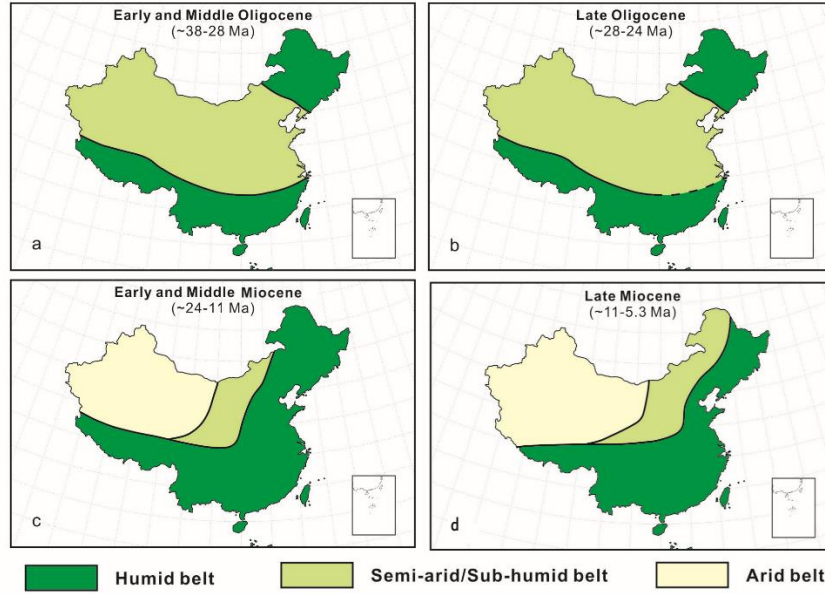 Early and Middle Oligocene
(~38-28 Ma)
a
Late Oligocene
(~28-24 Ma)
b
Early and Middle Miocene
(~24-11 Ma)
c
Late Miocene
(~11-5.3 Ma)
d
Humid belt
Semi-arid/Sub-humid belt
Arid belt